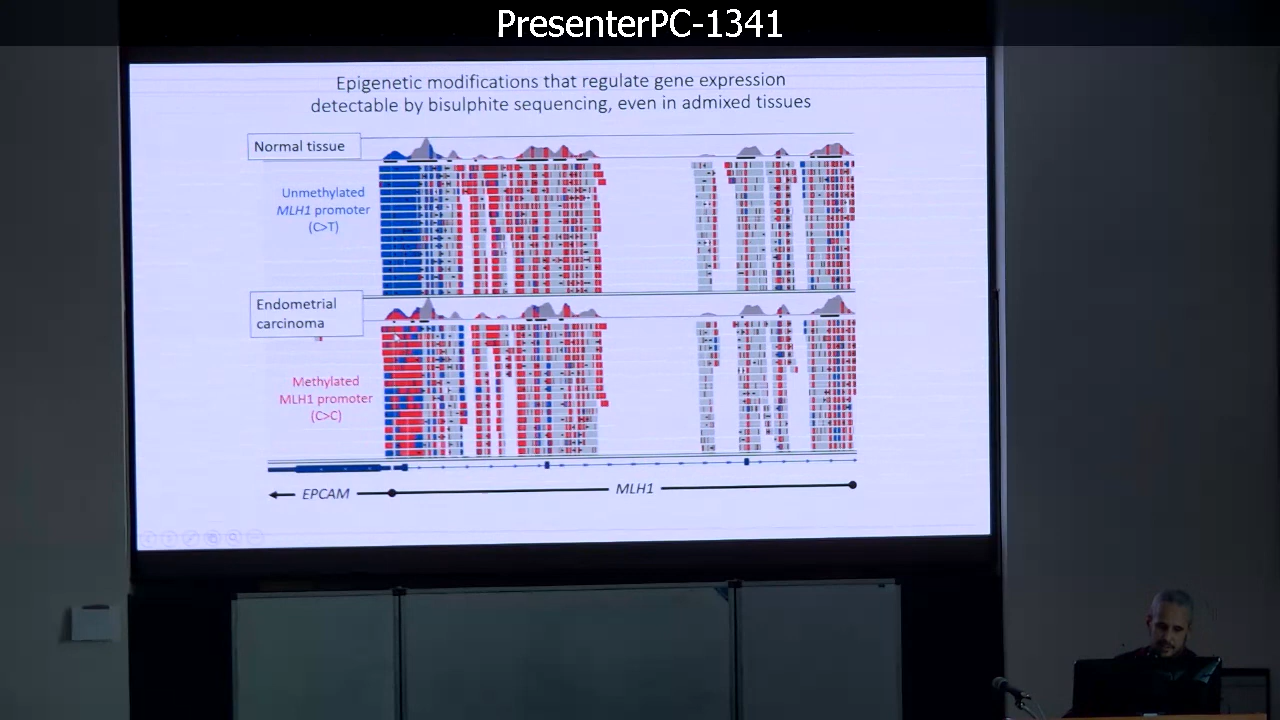 PresenterPC-1341
Epigenetic modifications that regulate gene expression
detectable by bisulphite sequencing, even in admixed tissues
Normal tissue
Unmethylated
MLH1 promoter
(C>T)
Endometrial
carcinoma
Methylated
MLH1 promoter
(C>C)
EPCAM
MLH1